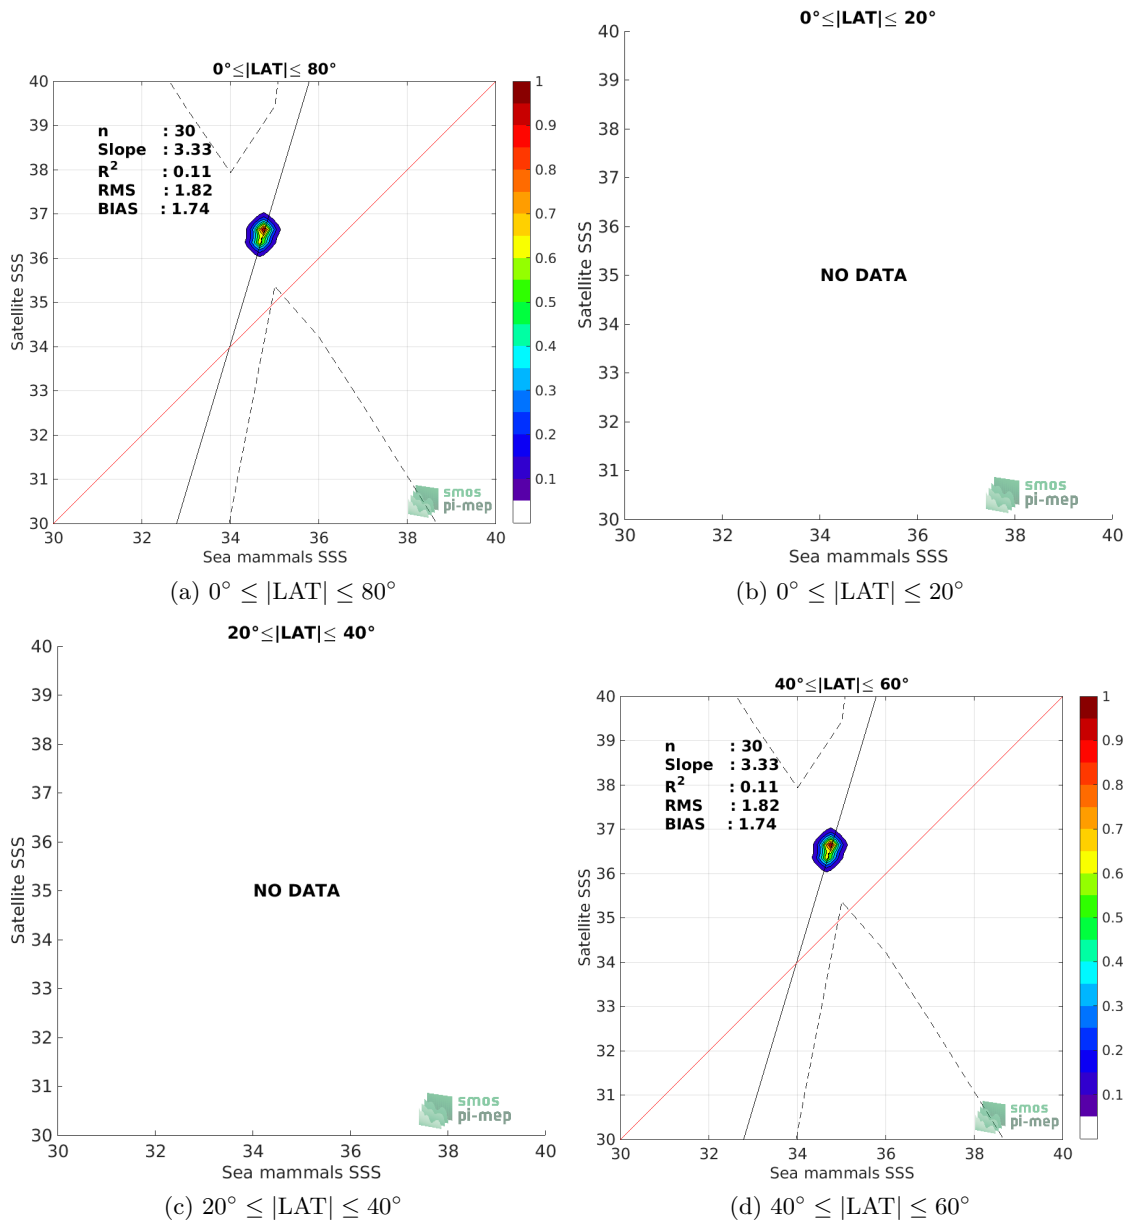 0°≤|LAT|≤ 80°
40
39
38
37
36
35
34
33
32
31
30
Satellite SSS
n : 30
Slope : 3.33
R² : 0.11
RMS : 1.82
BIAS : 1.74
1
0.9
0.8
0.7
0.6
0.5
0.4
0.3
0.2
0.1
smos
pi-mep
30 32 34 36 38 40
Sea mammals SSS
(a) 0° ≤ |LAT| ≤ 80°
0°≤|LAT|≤ 20°
40
39
38
37
36
35
34
33
32
31
30
Satellite SSS
NO DATA
smos
pi-mep
30 32 34 36 38 40
Sea mammals SSS
(b) 0° ≤ |LAT| ≤ 20°
20°≤|LAT|≤ 40°
40
39
38
37
36
35
34
33
32
31
30
Satellite SSS
NO DATA
smos
pi-mep
30 32 34 36 38 40
Sea mammals SSS
(c) 20° ≤ |LAT| ≤ 40°
40°≤|LAT|≤ 60°
40
39
38
37
36
35
34
33
32
31
30
Satellite SSS
n : 30
Slope : 3.33
R² : 0.11
RMS : 1.82
BIAS : 1.74
1
0.9
0.8
0.7
0.6
0.5
0.4
0.3
0.2
0.1
smos
pi-mep
30 32 34 36 38 40
Sea mammals SSS
(d) 40° ≤ |LAT| ≤ 60°